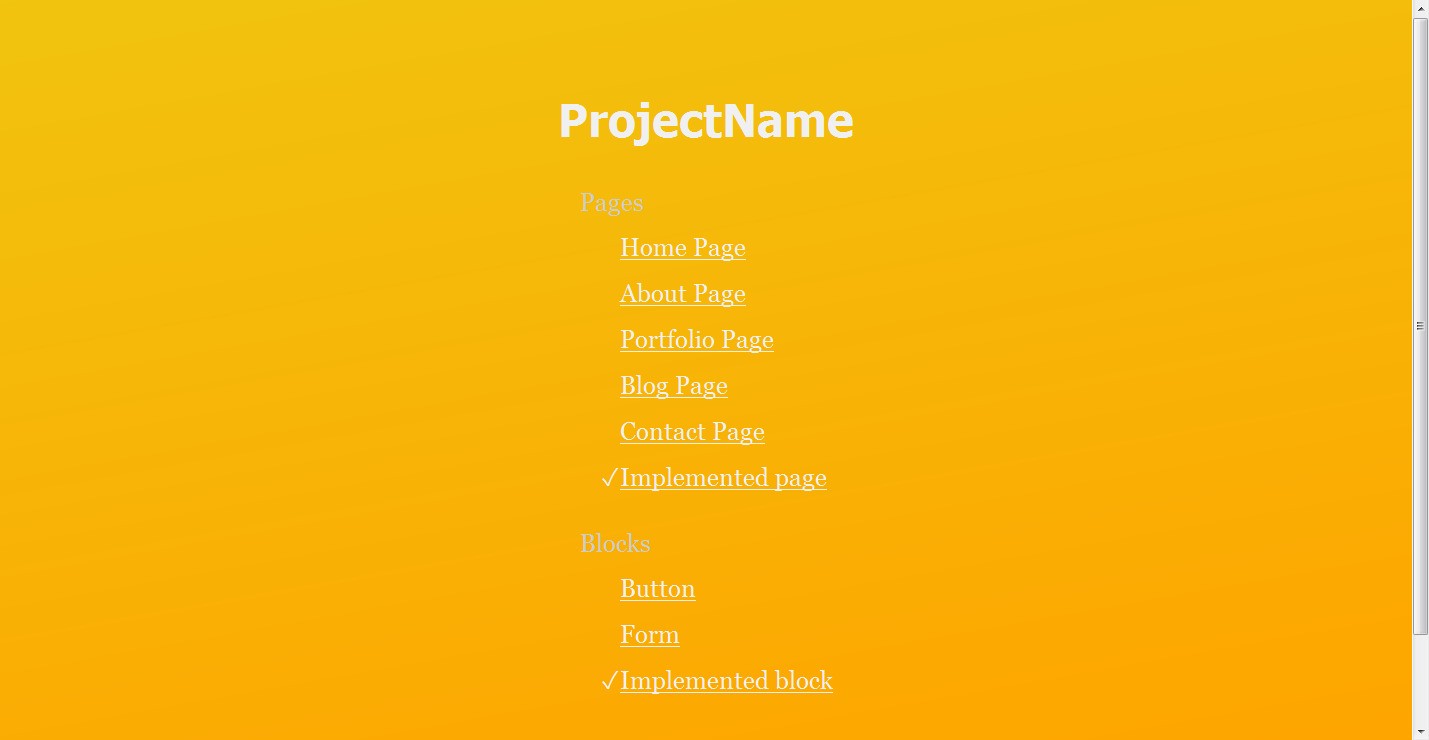 ProjectName
Pages
Home Page
About Page
Portfolio Page
Blog Page
Contact Page
✓Implemented page
Blocks
Button
Form
✓Implemented block